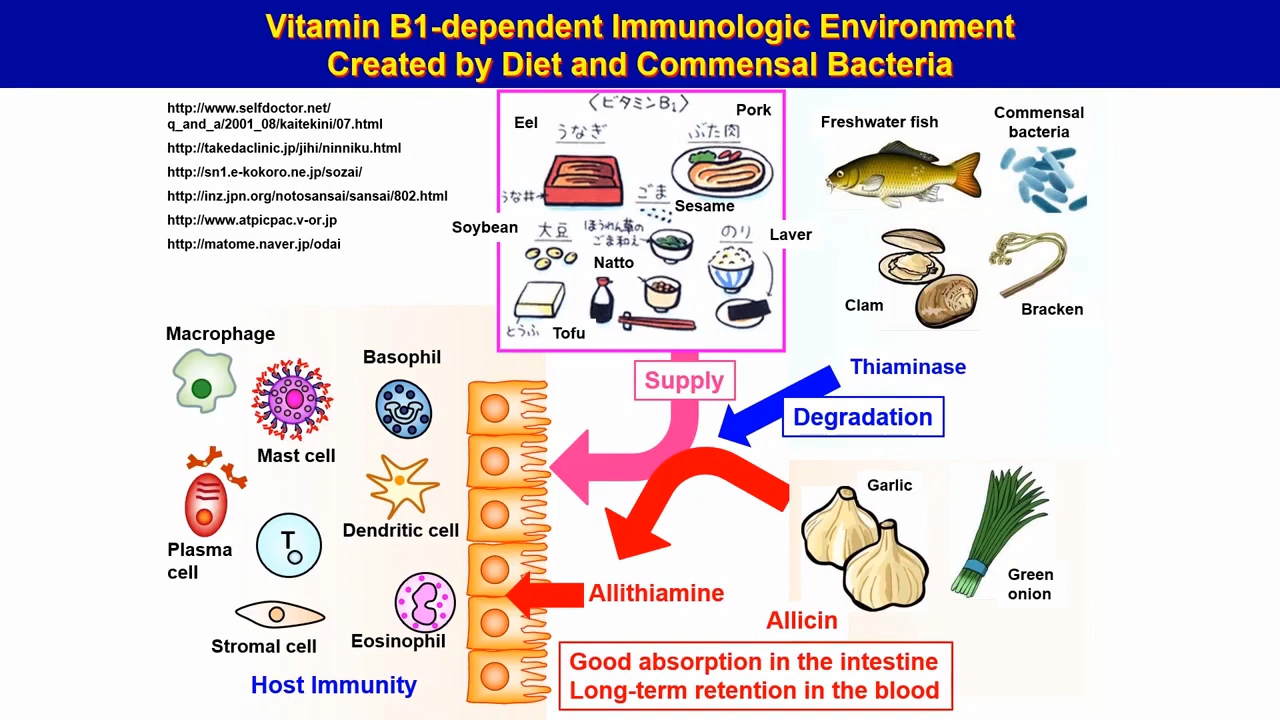 Vitamin B1-dependent Immunologic Environment
Created by Diet and Commensal Bacteria
http://www.selfdoctor.net/
q_and_a/2001_08/kaitekini/07.html
http://takedaclinic.jp/jihi/ninniku.html
http://sn1.e-kokoro.ne.jp/sozai/
http://inz.jpn.org/notosansai/sansai/802.html
http://www.atpicpac.v-or.jp
http://matome.naver.jp/odai
〈ビタミンB₁〉
Eel
Pork
うなぎ
ぶた肉
うな丼→
ごま
Sesame
Soybean
大豆
ほうれん草の
ごま和え
のり
Laver
Natto
とうふ
Tofu
Freshwater fish
Commensal
bacteria
Clam
Bracken
Macrophage
Basophil
Mast cell
Plasma
cell
T
Dendritic cell
Stromal cell
Eosinophil
Host Immunity
Supply
Thiaminase
Degradation
Garlic
Green
onion
Allithiamine
Allicin
Good absorption in the intestine
Long-term retention in the blood